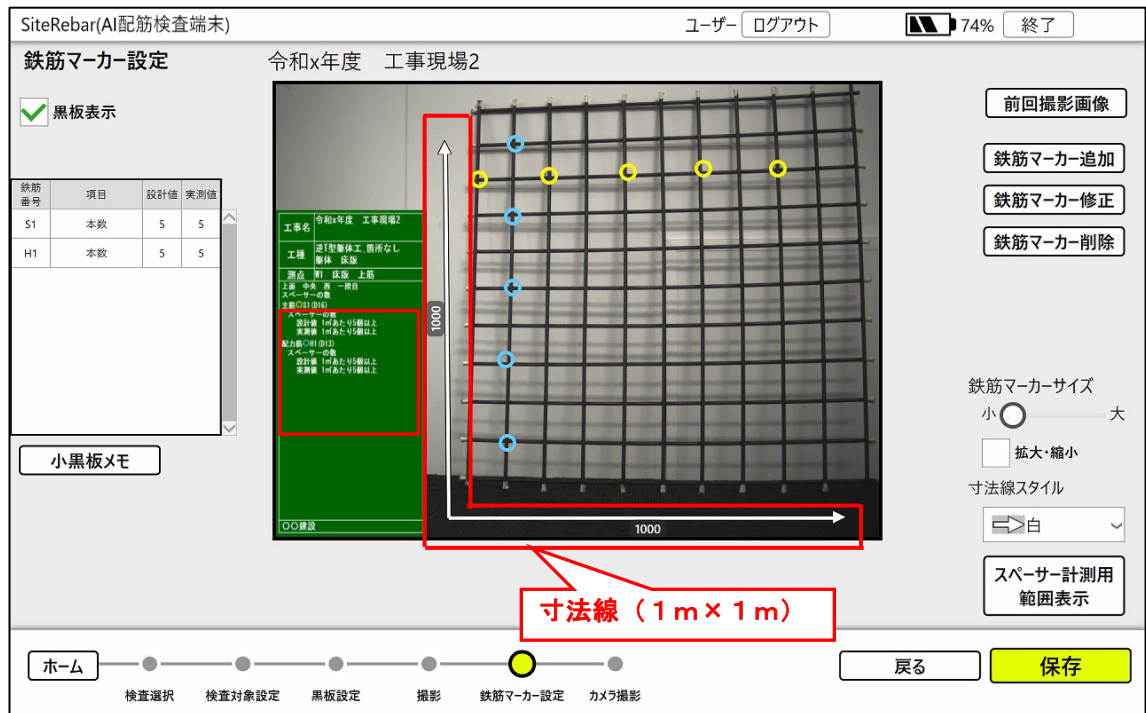 SiteRebar(AI配筋検査端末)
ユーザー ログアウト 74% 終了
鉄筋マーカー設定
令和x年度 工事現場2
黒板表示
鉄筋番号 項目 設計値 実測値
S1 本数 5 5
H1 本数 5 5
小黒板メモ
工事名 令和x年度 工事現場2
工種 逆T型躯体工_箇所なし
躯体 床版
測点 W1 床版 上筋
上面 中央 西 一段目
スペーサーの数
主筋○S1(D16)
スペーサーの数
設計値 1㎡あたり5個以上
実測値 1㎡あたり5個以上
配力筋○H1(D13)
スペーサーの数
設計値 1㎡あたり5個以上
実測値 1㎡あたり5個以上
〇〇建設
1000
1000
寸法線(1m×1m)
前回撮影画像
鉄筋マーカー追加
鉄筋マーカー修正
鉄筋マーカー削除
鉄筋マーカーサイズ
小 大
拡大・縮小
寸法線スタイル
白
スペーサー計測用
範囲表示
ホーム
検査選択 検査対象設定 黒板設定 撮影 鉄筋マーカー設定 カメラ撮影
戻る 保存